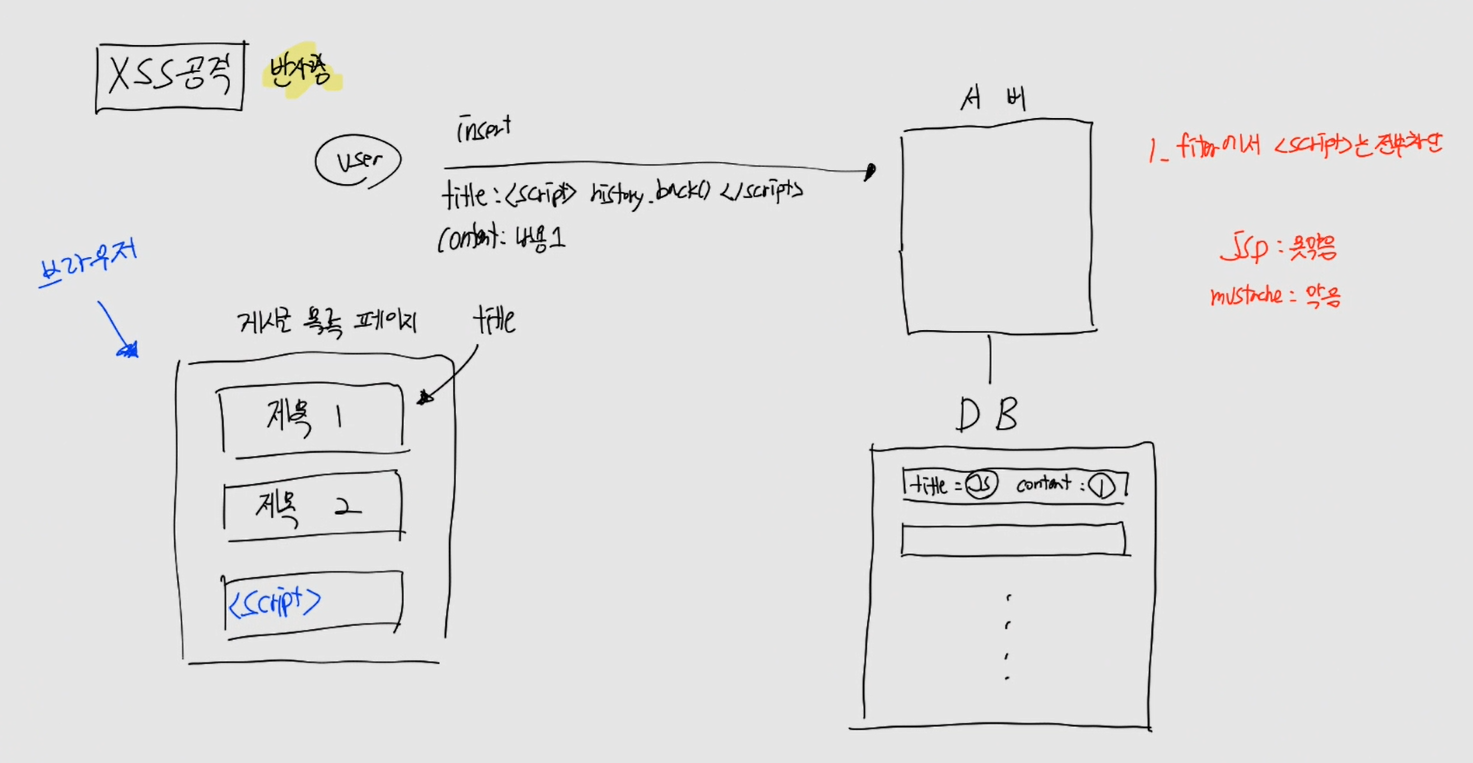 XSS공격 반사형
서 버
insert
user
1_ fiter에서 <script>는 전부차단
title : <script> history.back() </script>
content: 내용1
JSP : 못막음
mustache : 막음
브라우저
게시글 목록 페이지
title
제목 1
제목 2
<script>
DB
title = JS content : 1